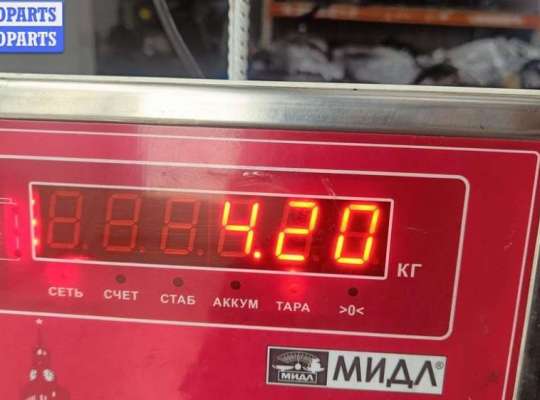 OPARTS
OPARTS
4.20
КГ
СЕТЬ СЧЕТ СТАБ АККУМ ТАРА >0<
МИДЛ МИДЛ®